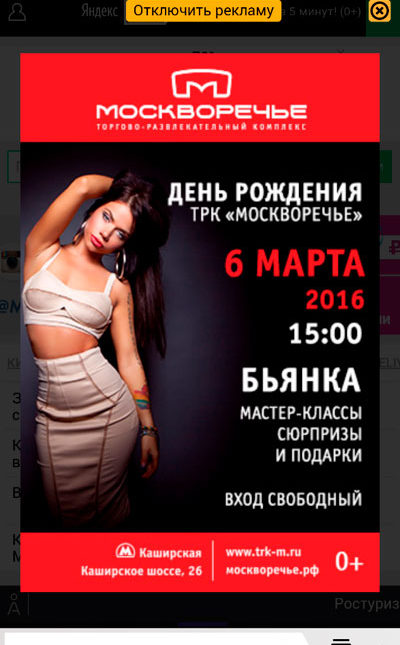 Яндекс
Отключить рекламу
е 5 минут! (0+)
МОСКВОРЕЧЬЕ
ТОРГОВО-РАЗВЛЕКАТЕЛЬНЫЙ КОМПЛЕКС
ДЕНЬ РОЖДЕНИЯ
ТРК «МОСКВОРЕЧЬЕ»
6 МАРТА
2016
15:00
БЬЯНКА
МАСТЕР-КЛАССЫ
СЮРПРИЗЫ
И ПОДАРКИ
ВХОД СВОБОДНЫЙ
Каширская
Каширское шоссе, 26
www.trk-m.ru
москворечье.рф
0+
Ростуриз